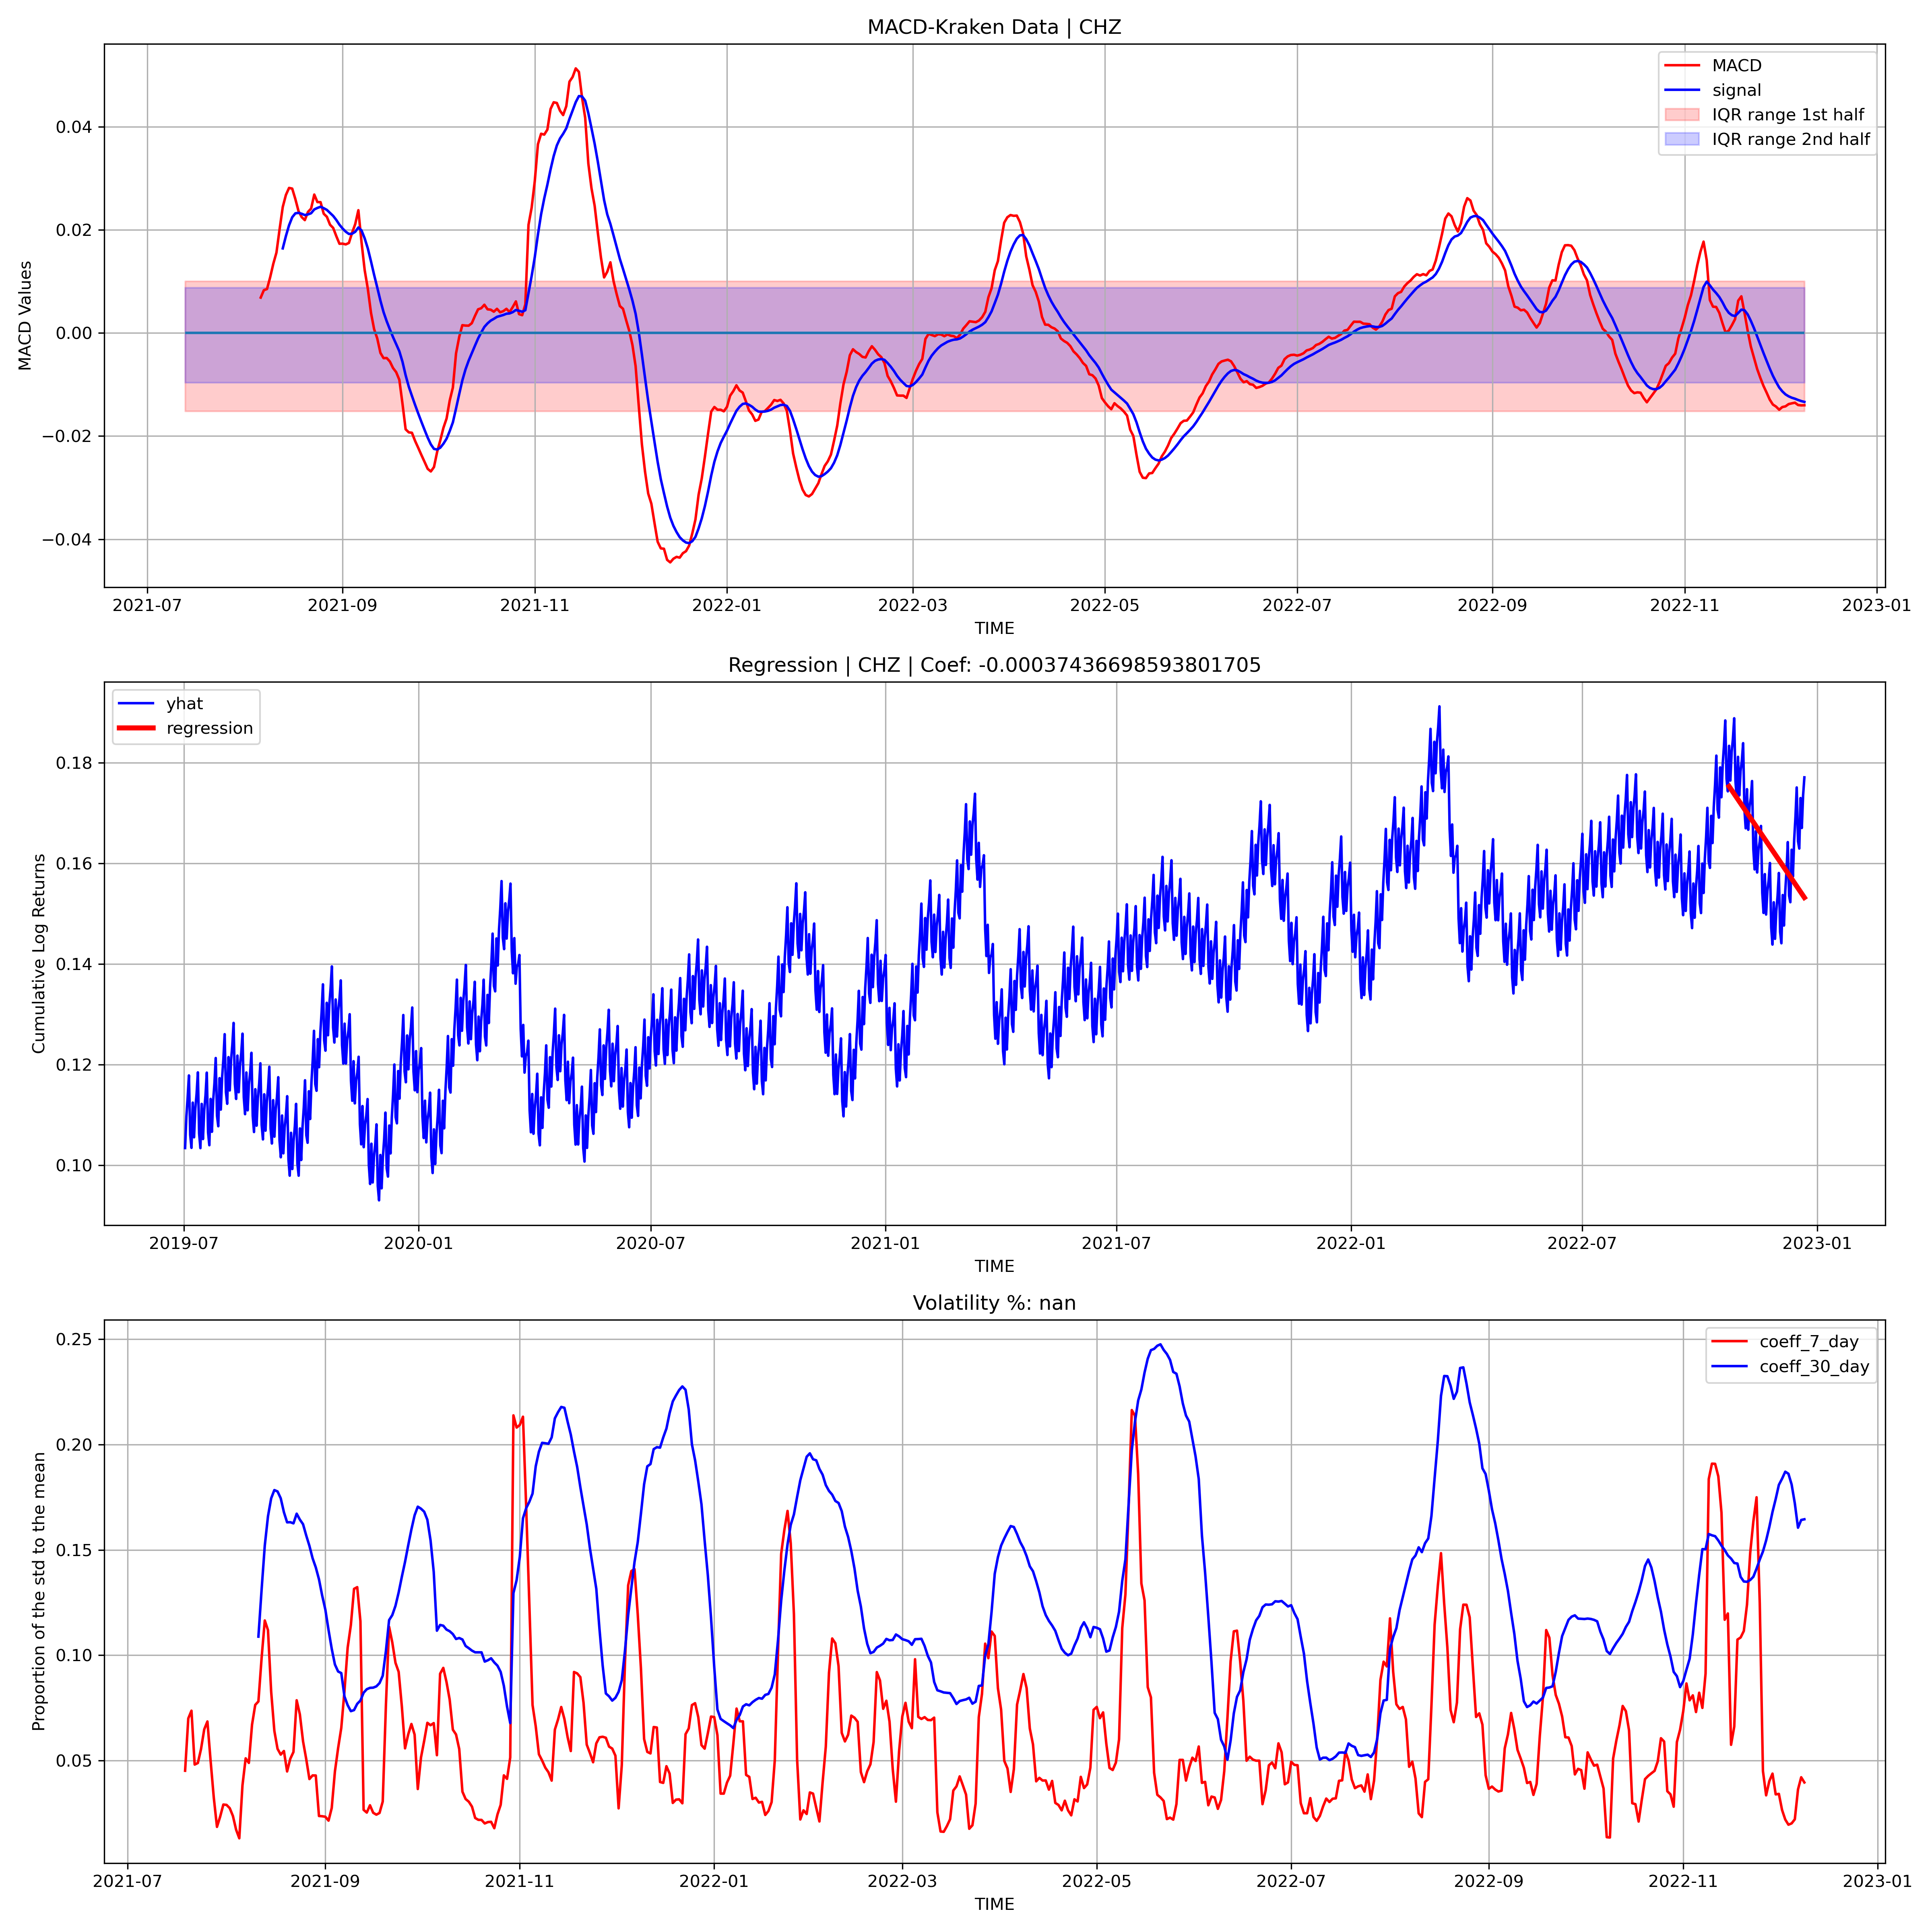 MACD-Kraken Data | CHZ
MACD
signal
IQR range 1st half
IQR range 2nd half
MACD Values
0.04
0.02
0.00
−0.02
−0.04
2021-07 2021-09 2021-11 2022-01 2022-03 2022-05 2022-07 2022-09 2022-11 2023-01
TIME
Regression | CHZ | Coef: -0.00037436698593801705
yhat
regression
Cumulative Log Returns
0.18
0.16
0.14
0.12
0.10
2019-07 2020-01 2020-07 2021-01 2021-07 2022-01 2022-07 2023-01
TIME
Volatility %: nan
coeff_7_day
coeff_30_day
Proportion of the std to the mean
0.25
0.20
0.15
0.10
0.05
2021-07 2021-09 2021-11 2022-01 2022-03 2022-05 2022-07 2022-09 2022-11 2023-01
TIME